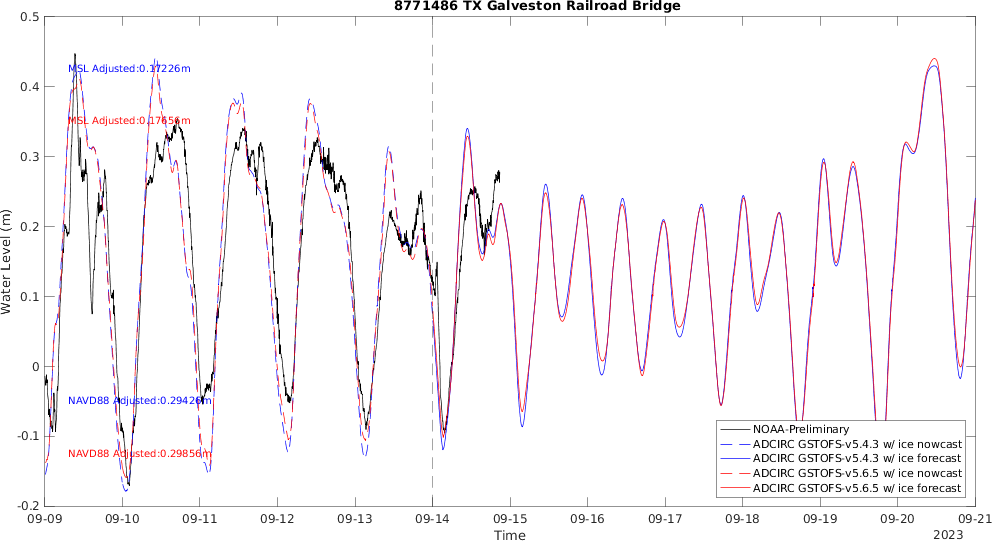 8771486 TX Galveston Railroad Bridge
0.5
0.4
0.3
0.2
0.1
0
-0.1
-0.2
Water Level (m)
MSL Adjusted:0.17226m
MSL Adjusted:0.17656m
NAVD88 Adjusted:0.29426m
NAVD88 Adjusted:0.29856m
NOAA-Preliminary
ADCIRC GSTOFS-v5.4.3 w/ ice nowcast
ADCIRC GSTOFS-v5.4.3 w/ ice forecast
ADCIRC GSTOFS-v5.6.5 w/ ice nowcast
ADCIRC GSTOFS-v5.6.5 w/ ice forecast
09-09 09-10 09-11 09-12 09-13 09-14 09-15 09-16 09-17 09-18 09-19 09-20 09-21
Time
2023